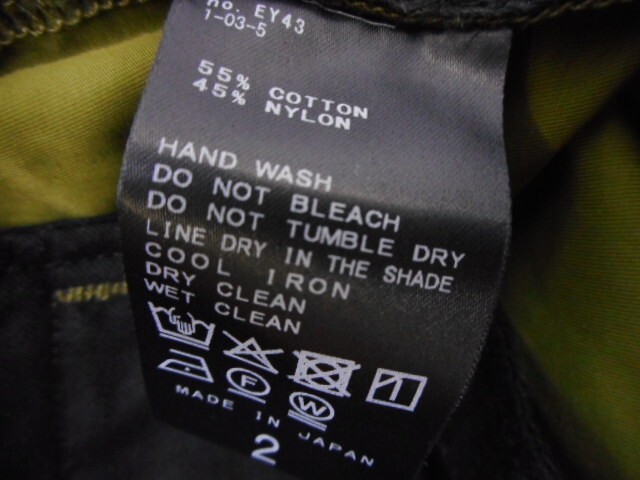 no. EY43
1-03-5
55% COTTON
45% NYLON
HAND WASH
DO NOT BLEACH
DO NOT TUMBLE DRY
LINE DRY IN THE SHADE
COOL IRON
DRY CLEAN
WET CLEAN
F
W
MADE IN JAPAN
2